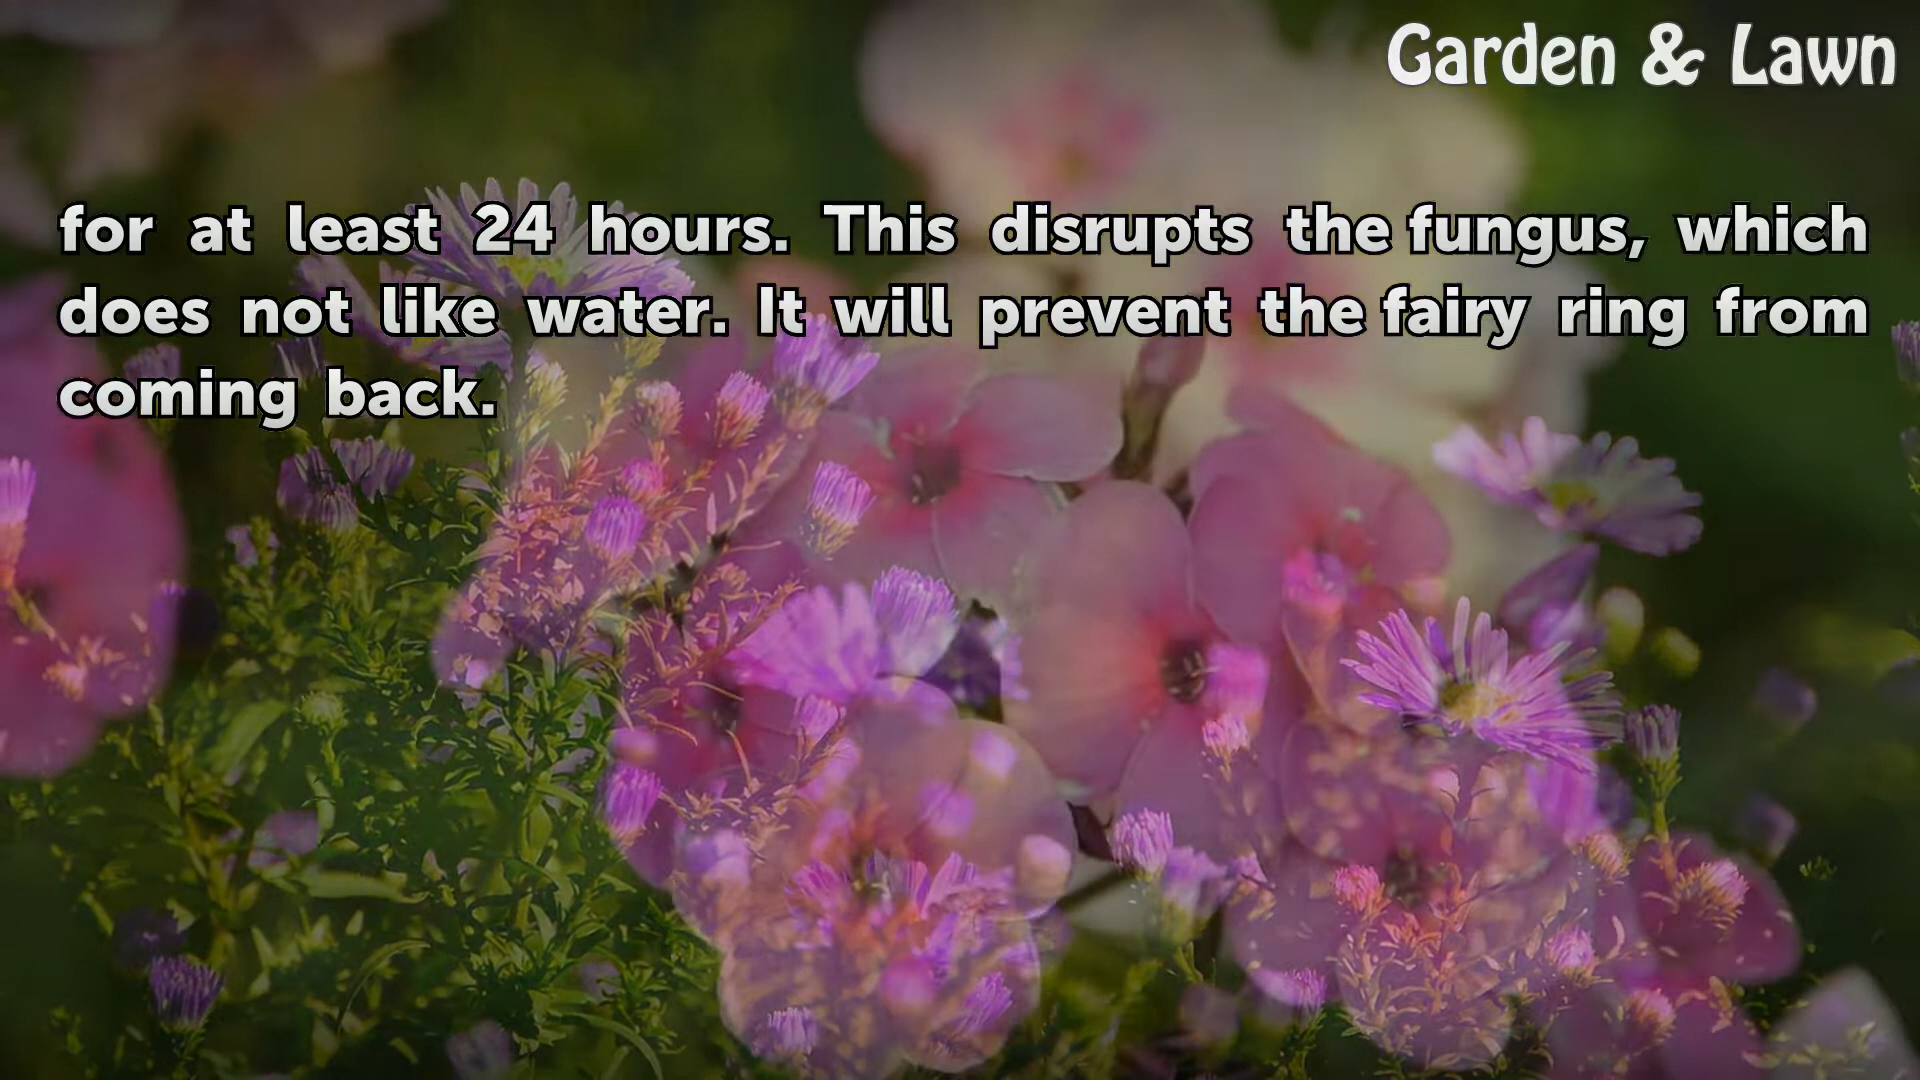 Garden & Lawn
for at least 24 hours. This disrupts the fungus, which
does not like water. It will prevent the fairy ring from
coming back.